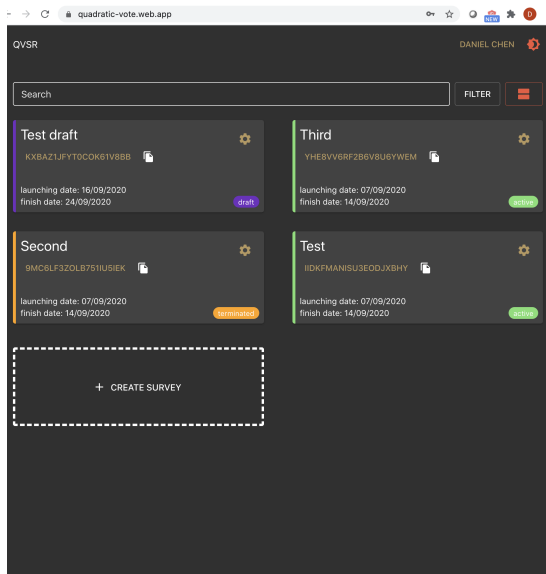 quadratic-vote.web.app
NEW
D
QVSR
DANIEL CHEN
Search
FILTER
Test draft
KXBAZ1JFYT0COK61V8BB
launching date: 16/09/2020
finish date: 24/09/2020
draft
Third
YHE8VV6RF2B6V8U6YWEM
launching date: 07/09/2020
finish date: 14/09/2020
active
Second
9MC6LF3ZOLB751IU5IEK
launching date: 07/09/2020
finish date: 14/09/2020
terminated
Test
IIDKFMANISU3EODJXBHY
launching date: 07/09/2020
finish date: 14/09/2020
active
+ CREATE SURVEY